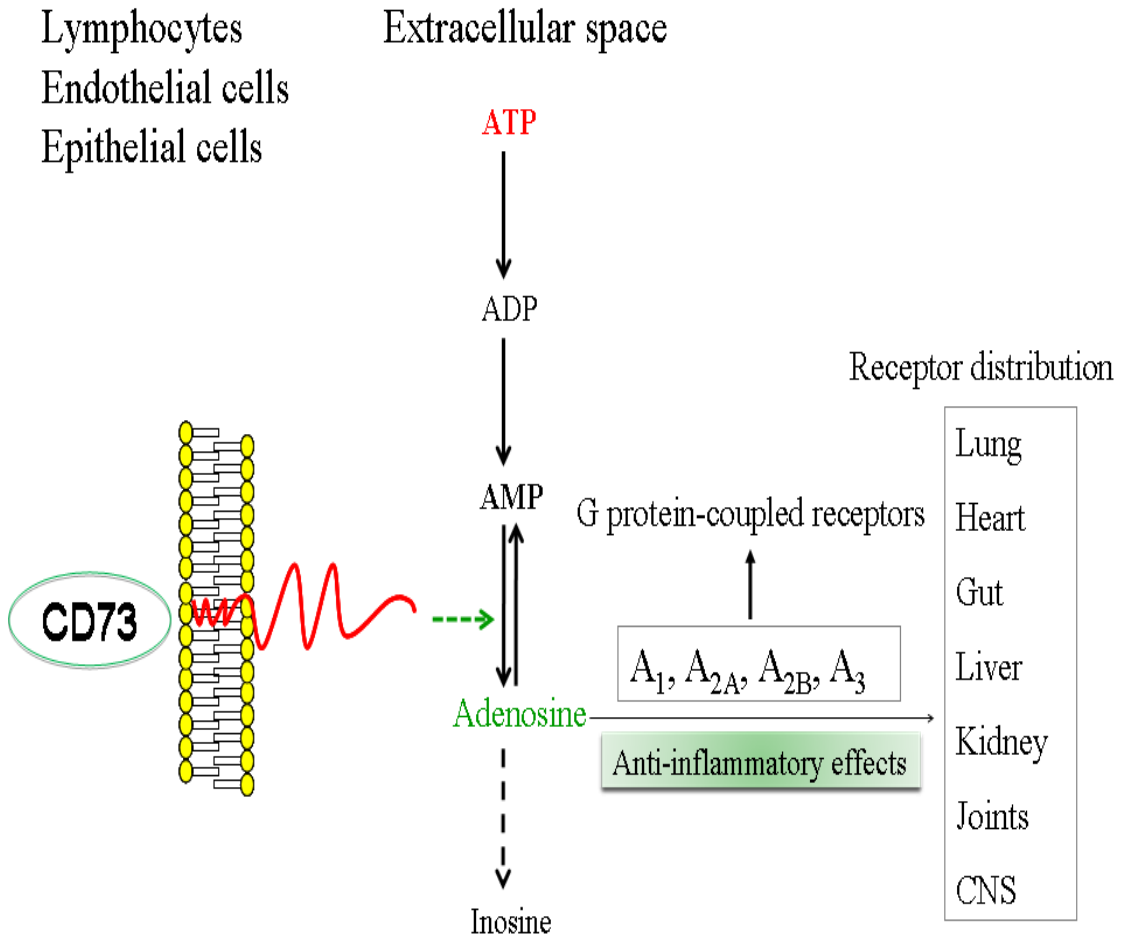 Lymphocytes
Endothelial cells
Epithelial cells
Extracellular space
ATP
ADP
AMP
CD73
Adenosine
Inosine
G protein-coupled receptors
A1, A2A, A2B, A3
Anti-inflammatory effects
Receptor distribution
Lung
Heart
Gut
Liver
Kidney
Joints
CNS